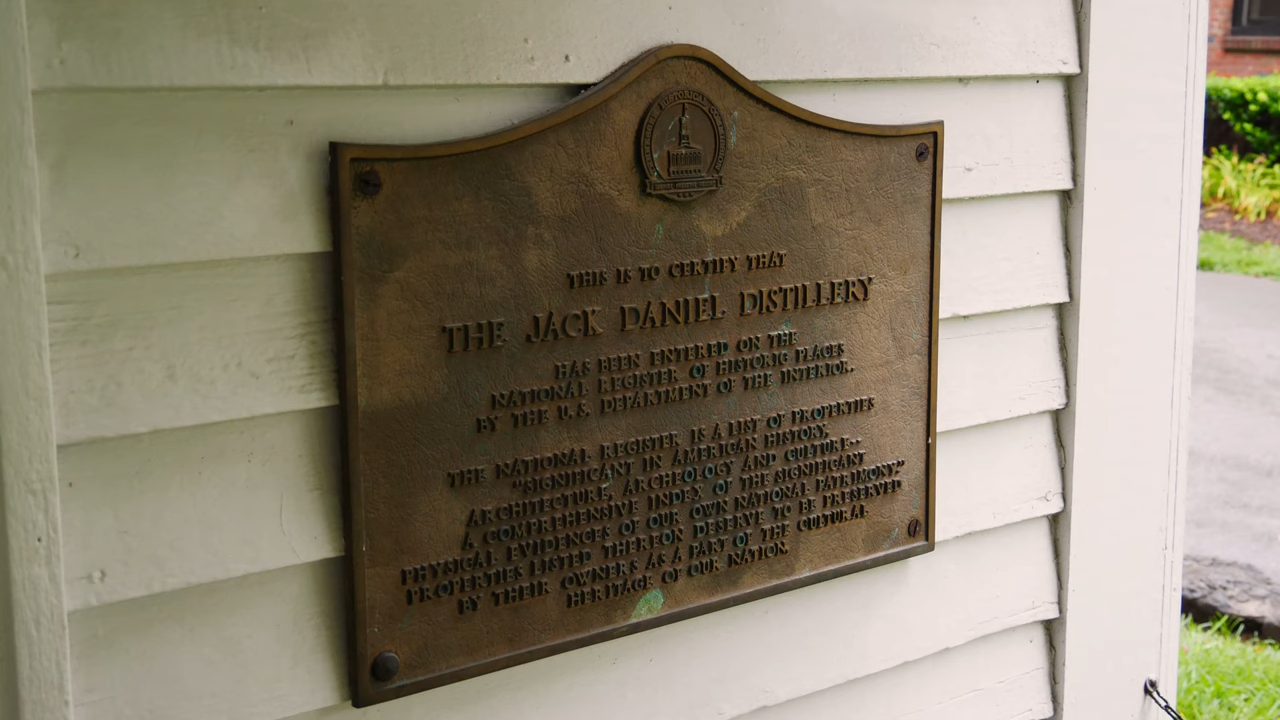 TENNESSEE HISTORICAL COMMISSION
THIS IS TO CERTIFY THAT
THE JACK DANIEL DISTILLERY
HAS BEEN ENTERED ON THE
NATIONAL REGISTER OF HISTORIC PLACES
BY THE U.S. DEPARTMENT OF THE INTERIOR.
THE NATIONAL REGISTER IS A LIST OF PROPERTIES
"SIGNIFICANT IN AMERICAN HISTORY,
ARCHITECTURE, ARCHEOLOGY AND CULTURE--
A COMPREHENSIVE INDEX OF THE SIGNIFICANT
PHYSICAL EVIDENCES OF OUR OWN NATIONAL PATRIMONY."
PROPERTIES LISTED THEREON DESERVE TO BE PRESERVED
BY THEIR OWNERS AS A PART OF THE CULTURAL
HERITAGE OF OUR NATION.